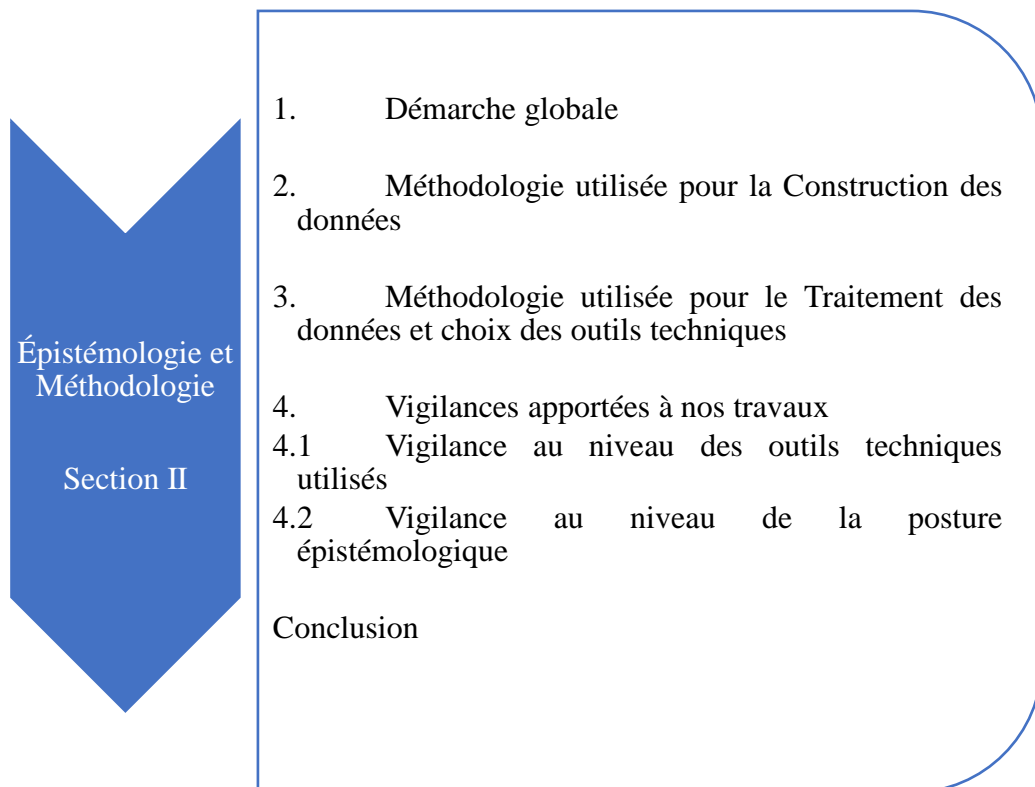 Épistémologie et
Méthodologie
Section II
1. Démarche globale
2. Méthodologie utilisée pour la Construction des
données
3. Méthodologie utilisée pour le Traitement des
données et choix des outils techniques
4. Vigilances apportées à nos travaux
4.1 Vigilance au niveau des outils techniques
utilisés
4.2 Vigilance au niveau de la posture
épistémologique
Conclusion